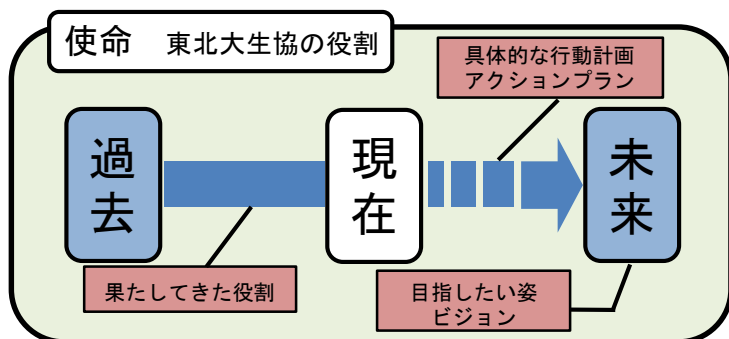 使命 東北大生協の役割
具体的な行動計画
アクションプラン
過去
現在
未来
果たしてきた役割
目指したい姿
ビジョン